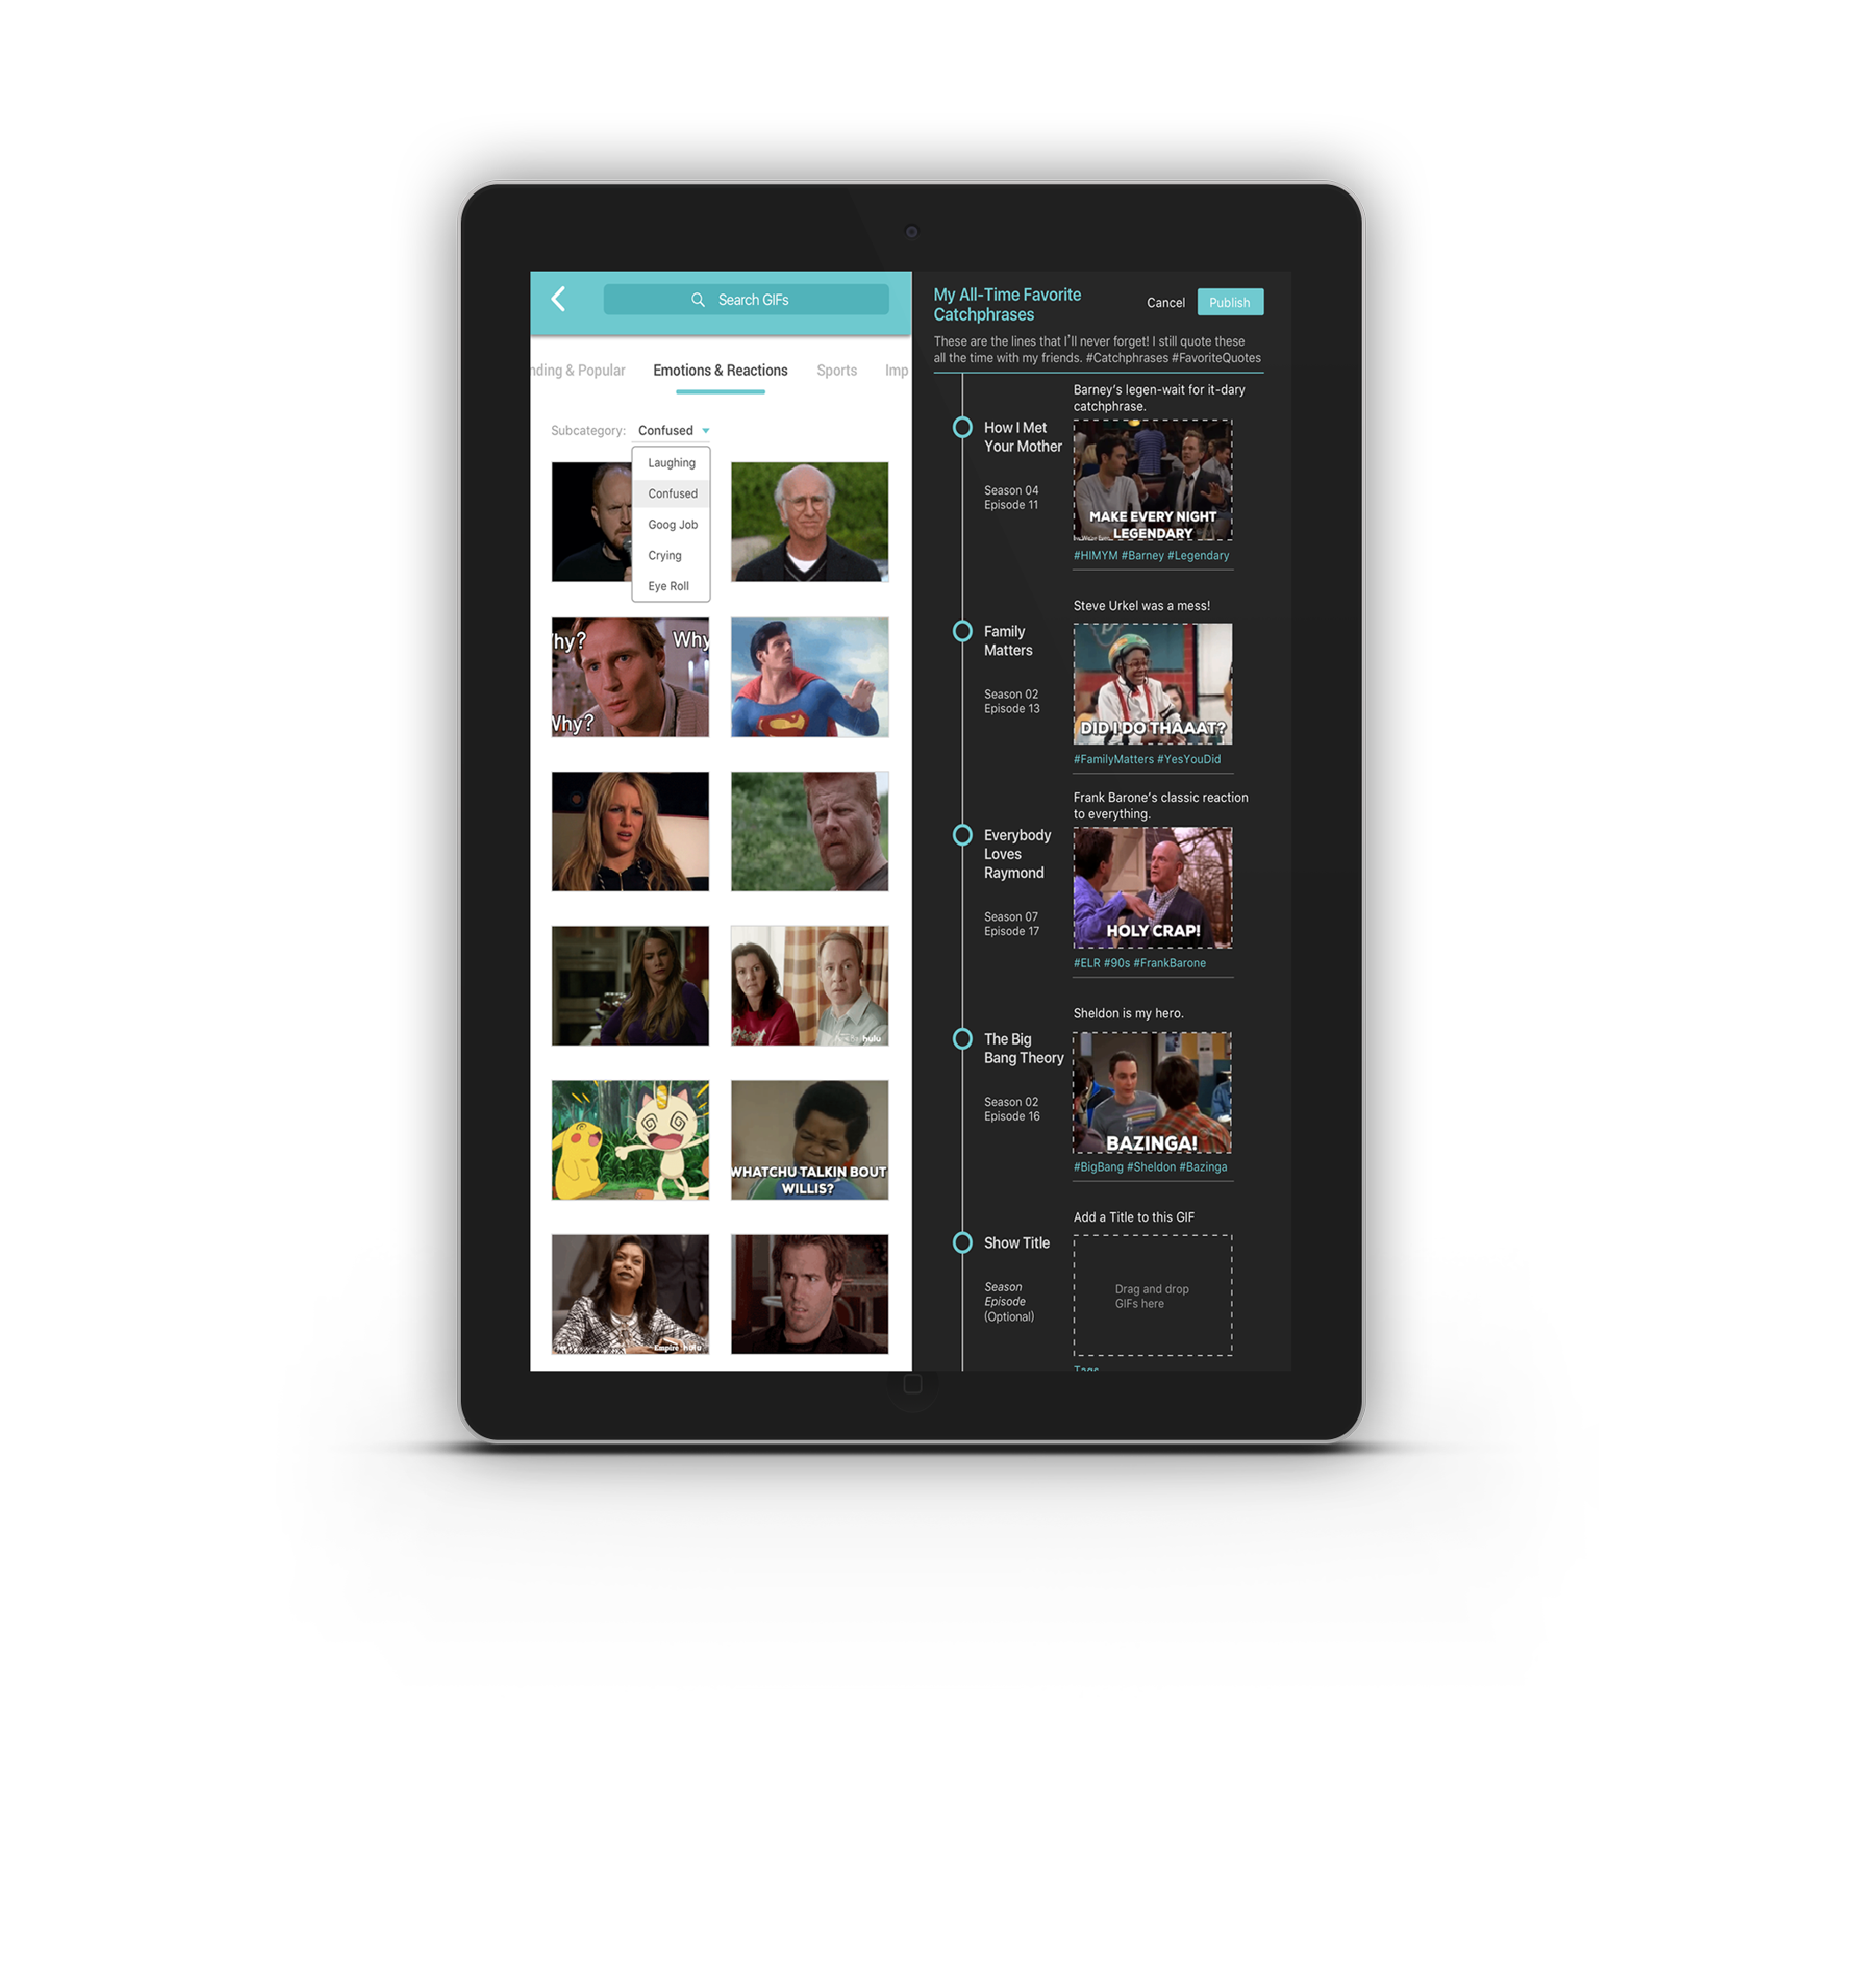 Search GIFs
nding & Popular
Emotions & Reactions
Sports
Imp
Subcategory:
Confused
Laughing
Confused
Goog Job
Crying
Eye Roll
hy?
Why
Why?
hulu
WHATCHU TALKIN BOUT
WILLIS?
Empire
hulu
My All-Time Favorite
Catchphrases
Cancel
Publish
These are the lines that I'll never forget! I still quote these
all the time with my friends. #Catchphrases #FavoriteQuotes
How I Met
Your Mother
Season 04
Episode 11
Barney's legen-wait for it-dary
catchphrase.
MAKE EVERY NIGHT
LEGENDARY
#HIMYM #Barney #Legendary
Family
Matters
Season 02
Episode 13
Steve Urkel was a mess!
DID I DO THAAAT?
#FamilyMatters #YesYouDid
Everybody
Loves
Raymond
Season 07
Episode 17
Frank Barone's classic reaction
to everything.
HOLY CRAP!
#ELR #90s #FrankBarone
The Big
Bang Theory
Season 02
Episode 16
Sheldon is my hero.
BAZINGA!
#BigBang #Sheldon #Bazinga
Show Title
Season
Episode
(Optional)
Add a Title to this GIF
Drag and drop
GIFs here
Tags